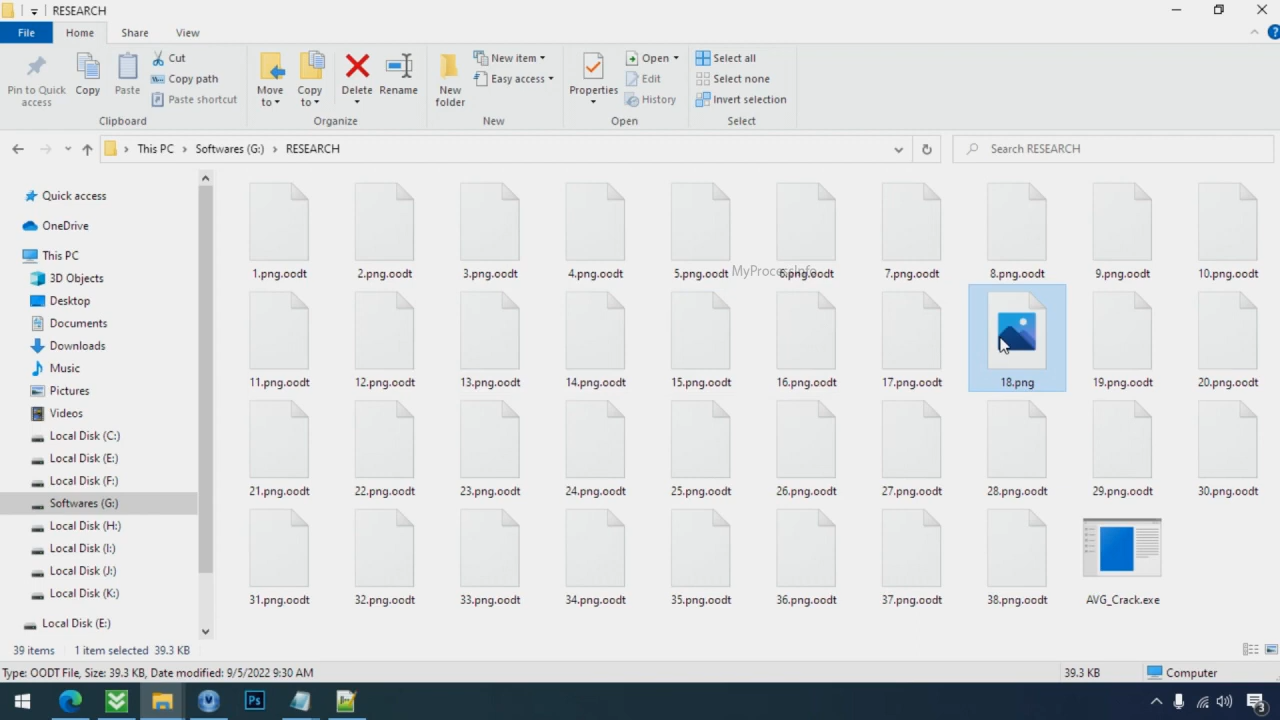 RESEARCH
File Home Share View
Pin to Quick access
Copy
Paste
Cut
Copy path
Paste shortcut
Clipboard
Move to
Copy to
Delete
Rename
Organize
New folder
New item
Easy access
New
Properties
Open
Edit
History
Open
Select all
Select none
Invert selection
Select
This PC > Softwares (G:) > RESEARCH
Search RESEARCH
Quick access
OneDrive
This PC
3D Objects
Desktop
Documents
Downloads
Music
Pictures
Videos
Local Disk (C:)
Local Disk (E:)
Local Disk (F:)
Softwares (G:)
Local Disk (H:)
Local Disk (I:)
Local Disk (J:)
Local Disk (K:)
Local Disk (E:)
1.png.oodt 2.png.oodt 3.png.oodt 4.png.oodt 5.png.oodt 6.png.oodt 7.png.oodt 8.png.oodt 9.png.oodt 10.png.oodt
MyProcessInfo
11.png.oodt 12.png.oodt 13.png.oodt 14.png.oodt 15.png.oodt 16.png.oodt 17.png.oodt 18.png 19.png.oodt 20.png.oodt
21.png.oodt 22.png.oodt 23.png.oodt 24.png.oodt 25.png.oodt 26.png.oodt 27.png.oodt 28.png.oodt 29.png.oodt 30.png.oodt
31.png.oodt 32.png.oodt 33.png.oodt 34.png.oodt 35.png.oodt 36.png.oodt 37.png.oodt 38.png.oodt AVG_Crack.exe
39 items 1 item selected 39.3 KB
Type: OODT File, Size: 39.3 KB, Date modified: 9/5/2022 9:30 AM
39.3 KB
Computer
Ps
3